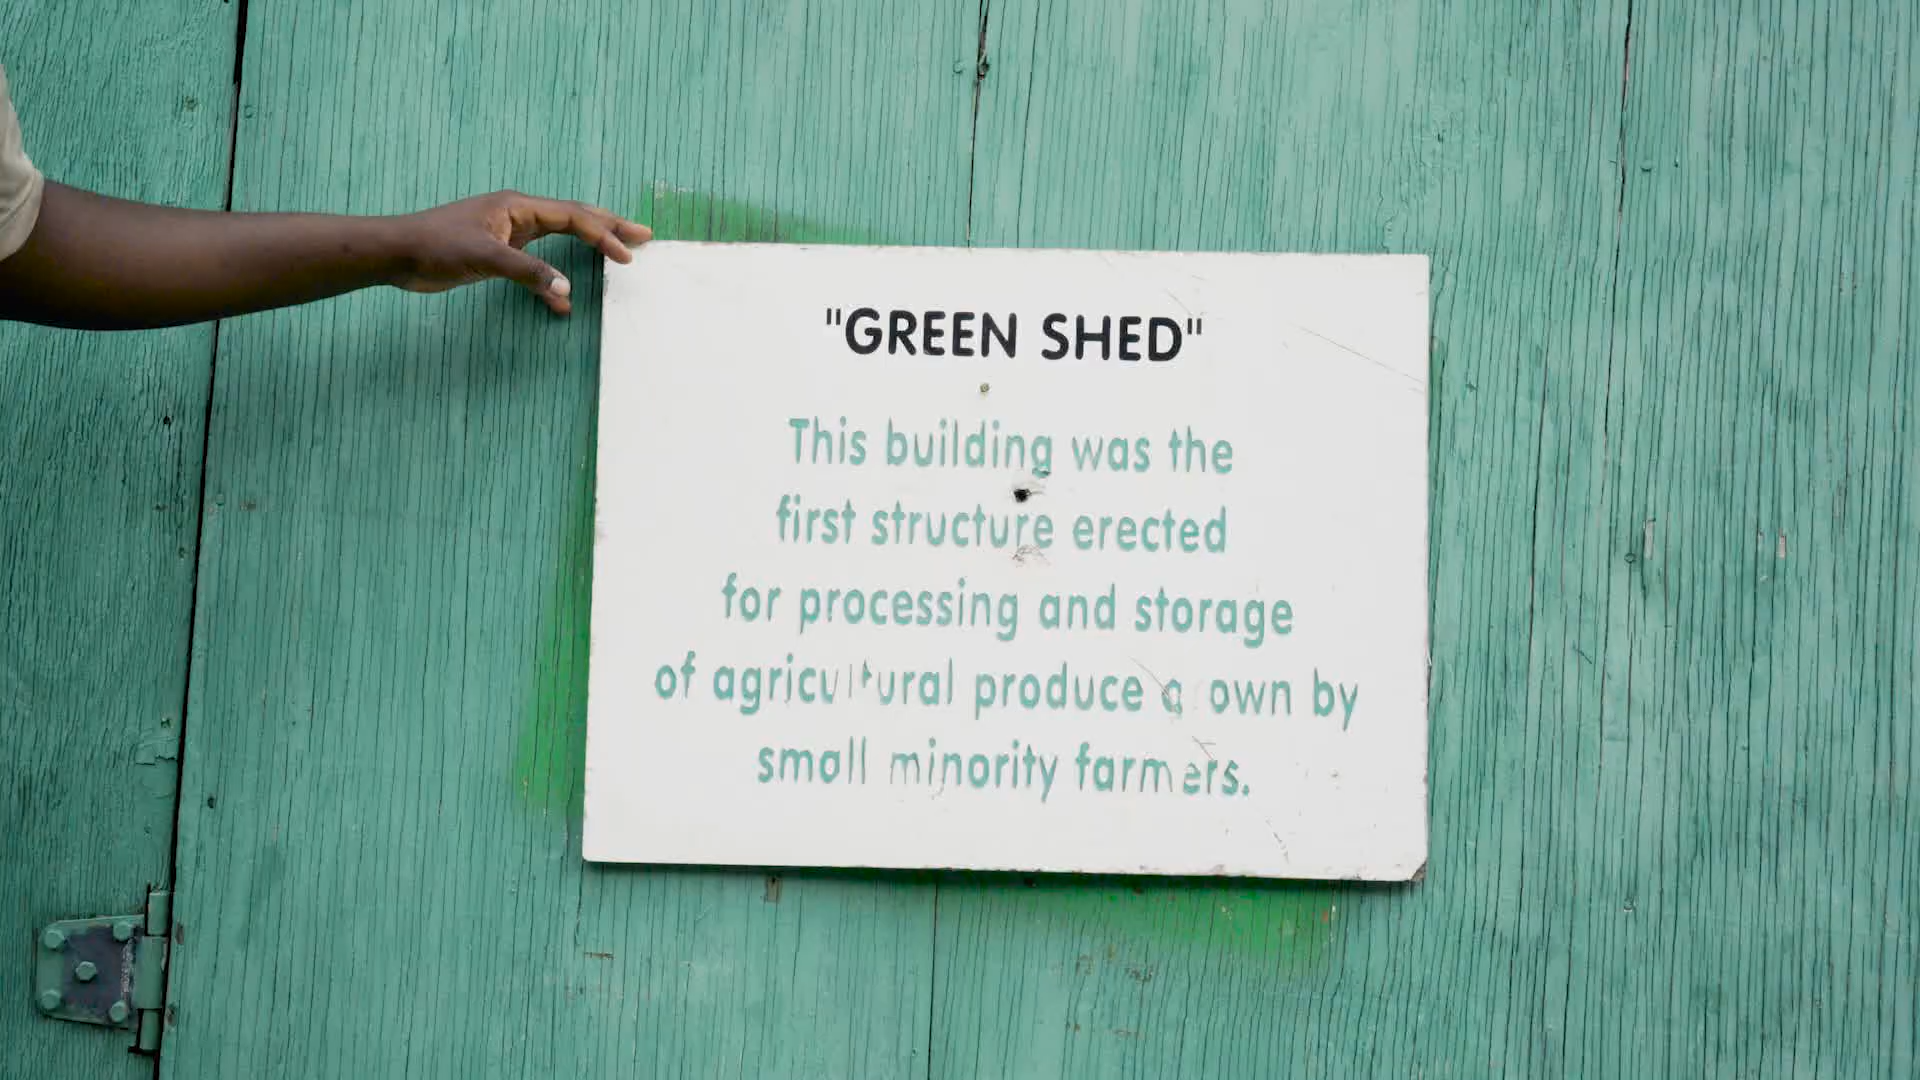 "GREEN SHED"
This building was the
first structure erected
for processing and storage
of agricultural produce grown by
small minority farmers.